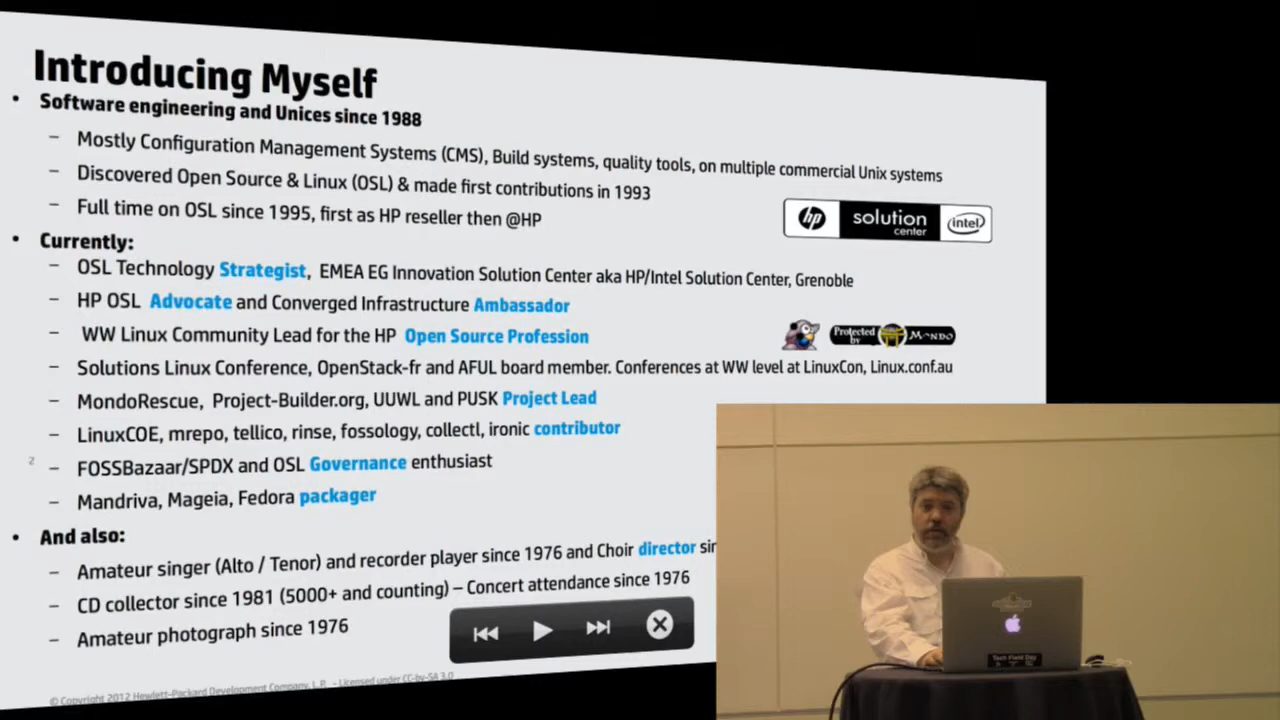 Introducing Myself
• Software engineering and Unices since 1988
– Mostly Configuration Management Systems (CMS), Build systems, quality tools, on multiple commercial Unix systems
– Discovered Open Source & Linux (OSL) & made first contributions in 1993
– Full time on OSL since 1995, first as HP reseller then @HP
hp solution center intel
• Currently:
– OSL Technology Strategist, EMEA EG Innovation Solution Center aka HP/Intel Solution Center, Grenoble
– HP OSL Advocate and Converged Infrastructure Ambassador
– WW Linux Community Lead for the HP Open Source Profession
Protected by MONDO
– Solutions Linux Conference, OpenStack-fr and AFUL board member. Conferences at WW level at LinuxCon, Linux.conf.au
– MondoRescue, Project-Builder.org, UUWL and PUSK Project Lead
– LinuxCOE, mrepo, tellico, rinse, fossology, collectl, ironic contributor
2
– FOSSBazaar/SPDX and OSL Governance enthusiast
– Mandriva, Mageia, Fedora packager
• And also:
– Amateur singer (Alto / Tenor) and recorder player since 1976 and Choir director sin
– CD collector since 1981 (5000+ and counting) – Concert attendance since 1976
– Amateur photograph since 1976
© Copyright 2012 Hewlett-Packard Development Company, L.P. - Licensed under CC-by-SA 3.0
Tech Field Day